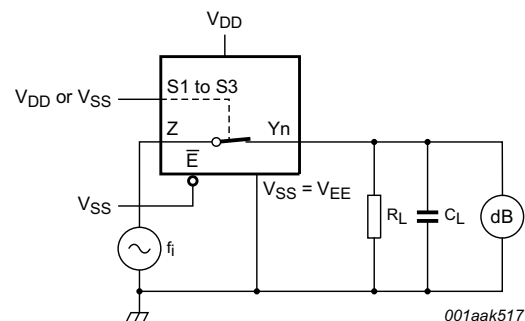 VDD
VDD or VSS
S1 to S3
Z
Yn
E
VSS = VEE
VSS
fi
RL
CL
dB
001aak517